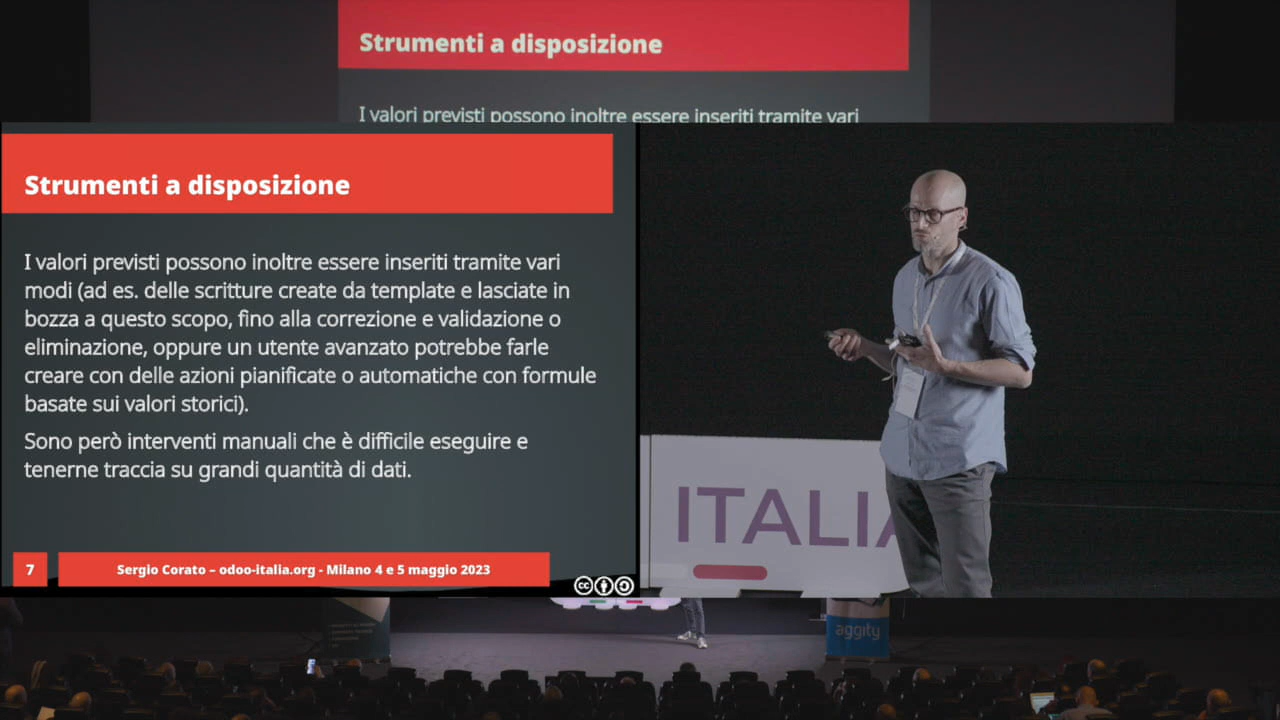 Strumenti a disposizione
I valori previsti possono inoltre essere inseriti tramite vari
Strumenti a disposizione
I valori previsti possono inoltre essere inseriti tramite vari
modi (ad es. delle scritture create da template e lasciate in
bozza a questo scopo, fino alla correzione e validazione o
eliminazione, oppure un utente avanzato potrebbe farle
creare con delle azioni pianificate o automatiche con formule
basate sui valori storici).
Sono però interventi manuali che è difficile eseguire e
tenerne traccia su grandi quantità di dati.
7 Sergio Corato – odoo-italia.org - Milano 4 e 5 maggio 2023
cc
ITALIA
aggity